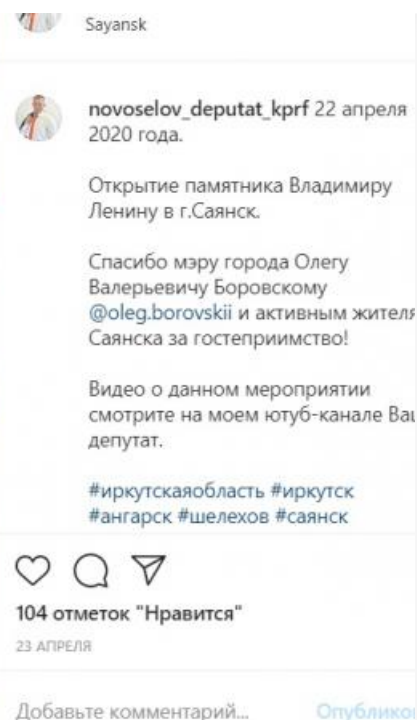 Sayansk
novoselov_deputat_kprf 22 апреля
2020 года.
Открытие памятника Владимиру
Ленину в г.Саянск.
Спасибо мэру города Олегу
Валерьевичу Боровскому
@oleg.borovskii и активным жителя
Саянска за гостеприимство!
Видео о данном мероприятии
смотрите на моем ютуб-канале Ваш
депутат.
#иркутскаяобласть #иркутск
#ангарск #шелехов #саянск
104 отметок "Нравится"
23 АПРЕЛЯ
Добавьте комментарий... Опублико